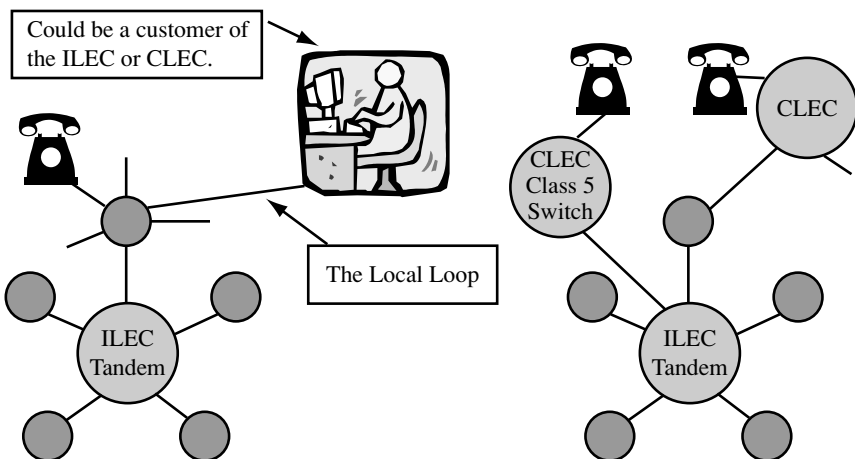 Could be a customer of
the ILEC or CLEC.
CLEC
CLEC
Class 5
Switch
The Local Loop
ILEC
Tandem
ILEC
Tandem